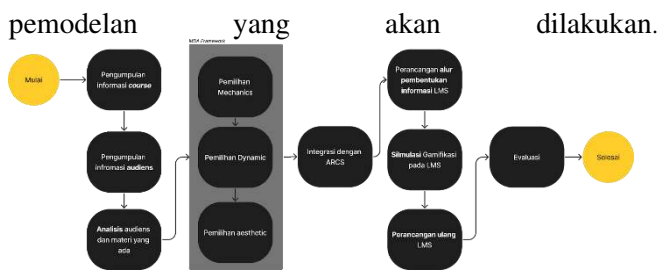 pemodelan yang akan dilakukan.
MDA Framework
Mulai
Pengumpulan
informasi course
Pengumpulan
infromasi audiens
Analisis audiens
dan materi yang
ada
Pemilihan
Mechanics
Pemilihan Dynamic
Pemilihan aesthetic
Integrasi dengan
ARCS
Perancangan alur
pembentukan
informasi LMS
Silmulasi Gamifikasi
pada LMS
Perancangan ulang
LMS
Evaluasi
Selesai